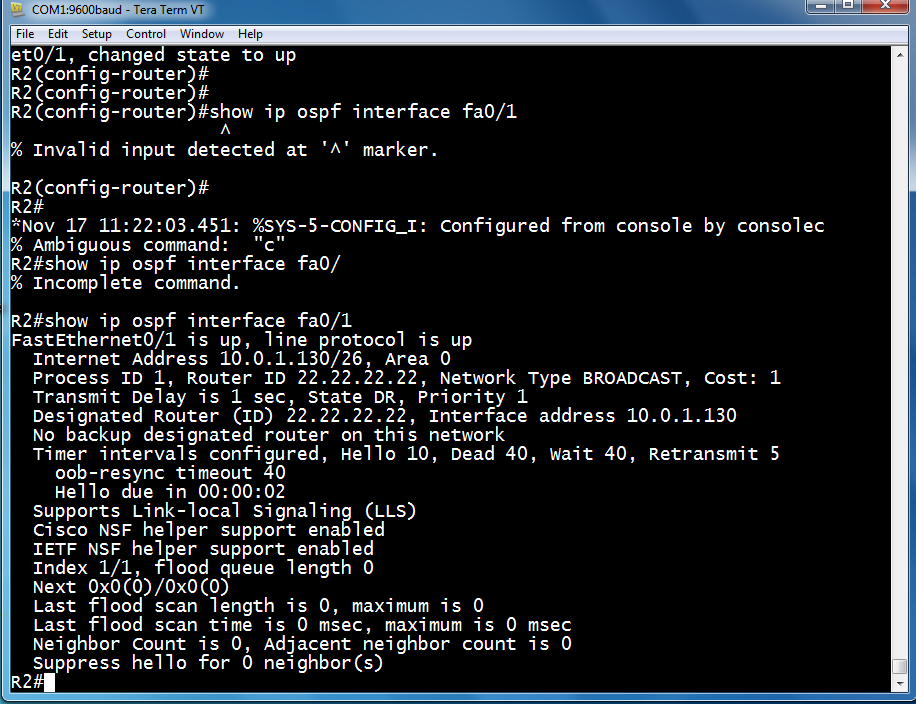 COM1:9600baud - Tera Term VT
File Edit Setup Control Window Help
et0/1, changed state to up
R2(config-router)#
R2(config-router)#
R2(config-router)#show ip ospf interface fa0/1
^
% Invalid input detected at '^' marker.
R2(config-router)#
R2#
*Nov 17 11:22:03.451: %SYS-5-CONFIG_I: Configured from console by consolec
% Ambiguous command:  "c"
R2#show ip ospf interface fa0/
% Incomplete command.
R2#show ip ospf interface fa0/1
FastEthernet0/1 is up, line protocol is up
  Internet Address 10.0.1.130/26, Area 0
  Process ID 1, Router ID 22.22.22.22, Network Type BROADCAST, Cost: 1
  Transmit Delay is 1 sec, State DR, Priority 1
  Designated Router (ID) 22.22.22.22, Interface address 10.0.1.130
  No backup designated router on this network
  Timer intervals configured, Hello 10, Dead 40, Wait 40, Retransmit 5
    oob-resync timeout 40
    Hello due in 00:00:02
  Supports Link-local Signaling (LLS)
  Cisco NSF helper support enabled
  IETF NSF helper support enabled
  Index 1/1, flood queue length 0
  Next 0x0(0)/0x0(0)
  Last flood scan length is 0, maximum is 0
  Last flood scan time is 0 msec, maximum is 0 msec
  Neighbor Count is 0, Adjacent neighbor count is 0
  Suppress hello for 0 neighbor(s)
R2#